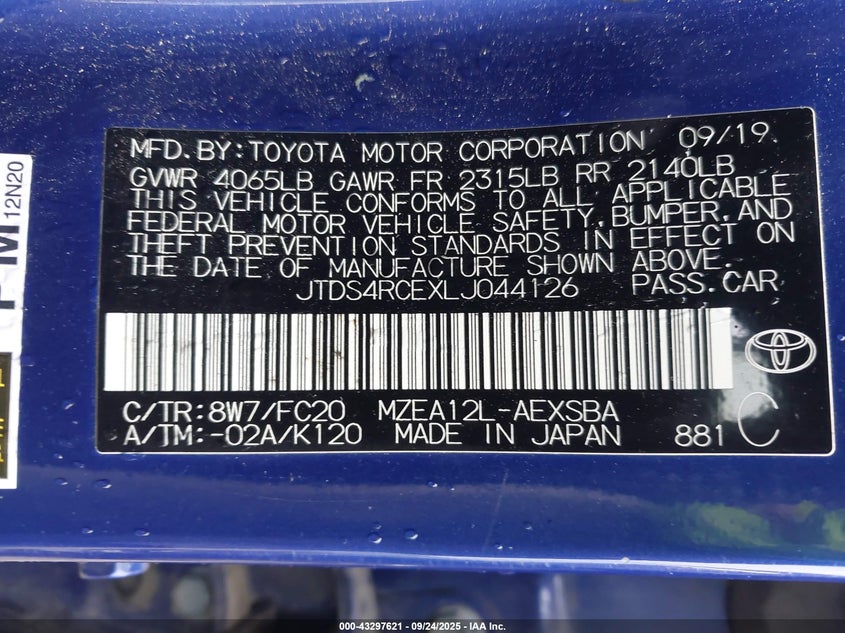 MFD.BY:TOYOTA MOTOR CORPORATION 09/19
GVWR 4065LB GAWR FR 2315LB RR 2140LB
THIS VEHICLE CONFORMS TO ALL APPLICABLE
FEDERAL MOTOR VEHICLE SAFETY,BUMPER,AND
THEFT PREVENTION STANDARDS IN EFFECT ON
THE DATE OF MANUFACTURE SHOWN ABOVE.
JTDS4RCEXLJ044126 PASS.CAR
C/TR:8W7/FC20 MZEA12L-AEXSBA
A/TM:-02A/K120 MADE IN JAPAN 881 C
12N20
000-43297621 / 09/24/2025 / © IAA Inc.